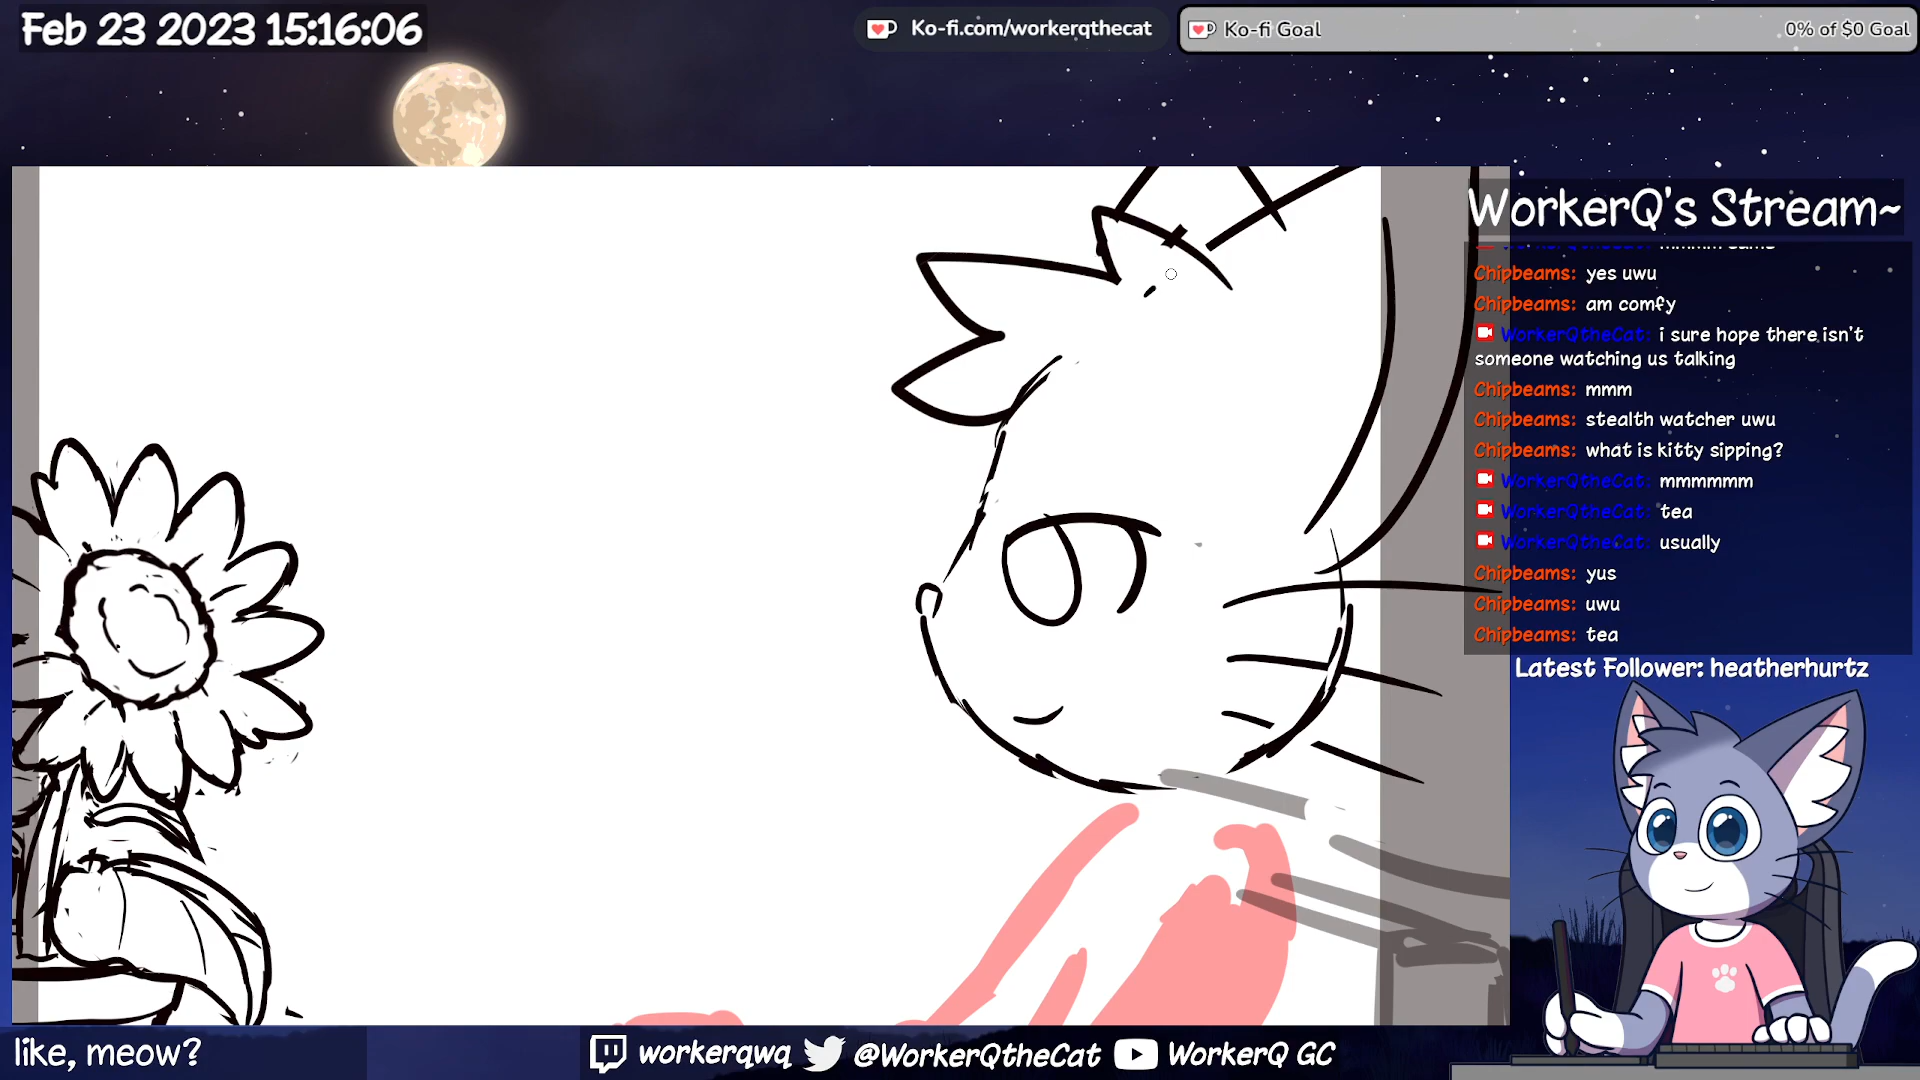 Feb 23 2023 15:16:06
Ko-fi.com/workerqthecat
Ko-fi Goal
0% of $0 Goal
WorkerQ's Stream~
Chipbeams: yes uwu
Chipbeams: am comfy
WorkerQtheCat: i sure hope there isn't
someone watching us talking
Chipbeams: mmm
Chipbeams: stealth watcher uwu
Chipbeams: what is kitty sipping?
WorkerQtheCat: mmmmmm
WorkerQtheCat: tea
WorkerQtheCat: usually
Chipbeams: yus
Chipbeams: uwu
Chipbeams: tea
Latest Follower: heatherhurtz
like, meow?
workerqwq
@WorkerQtheCat
WorkerQ GC